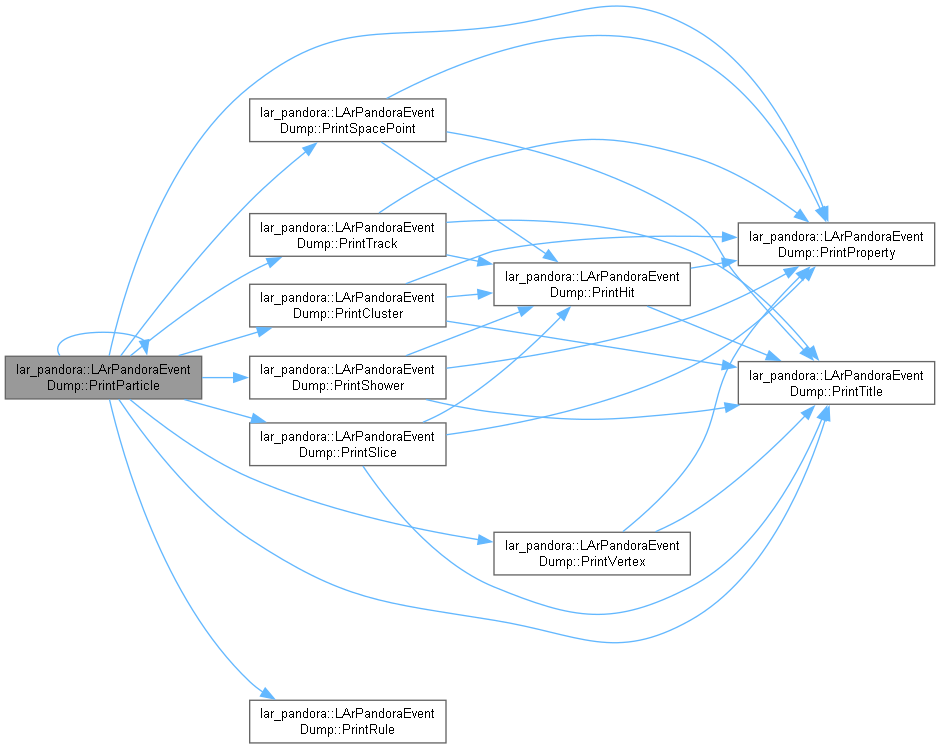 lar_pandora::LArPandoraEvent
Dump::PrintParticle
lar_pandora::LArPandoraEvent
Dump::PrintSpacePoint
lar_pandora::LArPandoraEvent
Dump::PrintTrack
lar_pandora::LArPandoraEvent
Dump::PrintCluster
lar_pandora::LArPandoraEvent
Dump::PrintShower
lar_pandora::LArPandoraEvent
Dump::PrintSlice
lar_pandora::LArPandoraEvent
Dump::PrintRule
lar_pandora::LArPandoraEvent
Dump::PrintHit
lar_pandora::LArPandoraEvent
Dump::PrintVertex
lar_pandora::LArPandoraEvent
Dump::PrintProperty
lar_pandora::LArPandoraEvent
Dump::PrintTitle